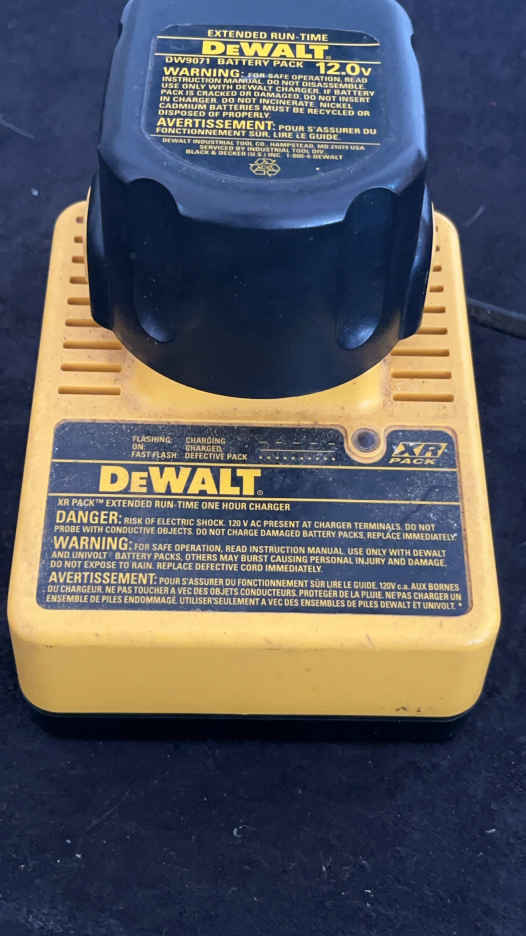 EXTENDED RUN-TIME
DEWALT®
DW9071 BATTERY PACK 12.0V
WARNING: FOR SAFE OPERATION, READ
INSTRUCTION MANUAL. DO NOT DISASSEMBLE.
USE ONLY WITH DEWALT CHARGER. IF BATTERY
PACK IS CRACKED OR DAMAGED, DO NOT INSERT
IN CHARGER. DO NOT INCINERATE. NICKEL
CADMIUM BATTERIES MUST BE RECYCLED OR
DISPOSED OF PROPERLY.
AVERTISSEMENT: POUR S'ASSURER DU
FONCTIONNEMENT SÛR, LIRE LE GUIDE.
DEWALT INDUSTRIAL TOOL CO. HAMPSTEAD, MD 21074 USA
SERVICED BY INDUSTRIAL TOOL DIV.
BLACK & DECKER (U.S.) INC. 1-800-4-DEWALT
FLASHING: CHARGING
ON: CHARGED
FAST-FLASH: DEFECTIVE PACK
XR
PACK
DEWALT®
XR PACK™ EXTENDED RUN-TIME ONE HOUR CHARGER
DANGER: RISK OF ELECTRIC SHOCK. 120 V AC PRESENT AT CHARGER TERMINALS. DO NOT
PROBE WITH CONDUCTIVE OBJECTS. DO NOT CHARGE DAMAGED BATTERY PACKS, REPLACE IMMEDIATELY.
WARNING: FOR SAFE OPERATION, READ INSTRUCTION MANUAL. USE ONLY WITH DEWALT
AND UNIVOLT® BATTERY PACKS. OTHERS MAY BURST CAUSING PERSONAL INJURY AND DAMAGE.
DO NOT EXPOSE TO RAIN. REPLACE DEFECTIVE CORD IMMEDIATELY.
AVERTISSEMENT: POUR S'ASSURER DU FONCTIONNEMENT SÛR LIRE LE GUIDE. 120V c.a. AUX BORNES
DU CHARGEUR. NE PAS TOUCHER A VEC DES OBJETS CONDUCTEURS. PROTEGER DE LA PLUIE. NE PAS CHARGER UN
ENSEMBLE DE PILES ENDOMMAGÉ. UTILISER SEULEMENT A VEC DES ENSEMBLES DE PILES DEWALT ET UNIVOLT.